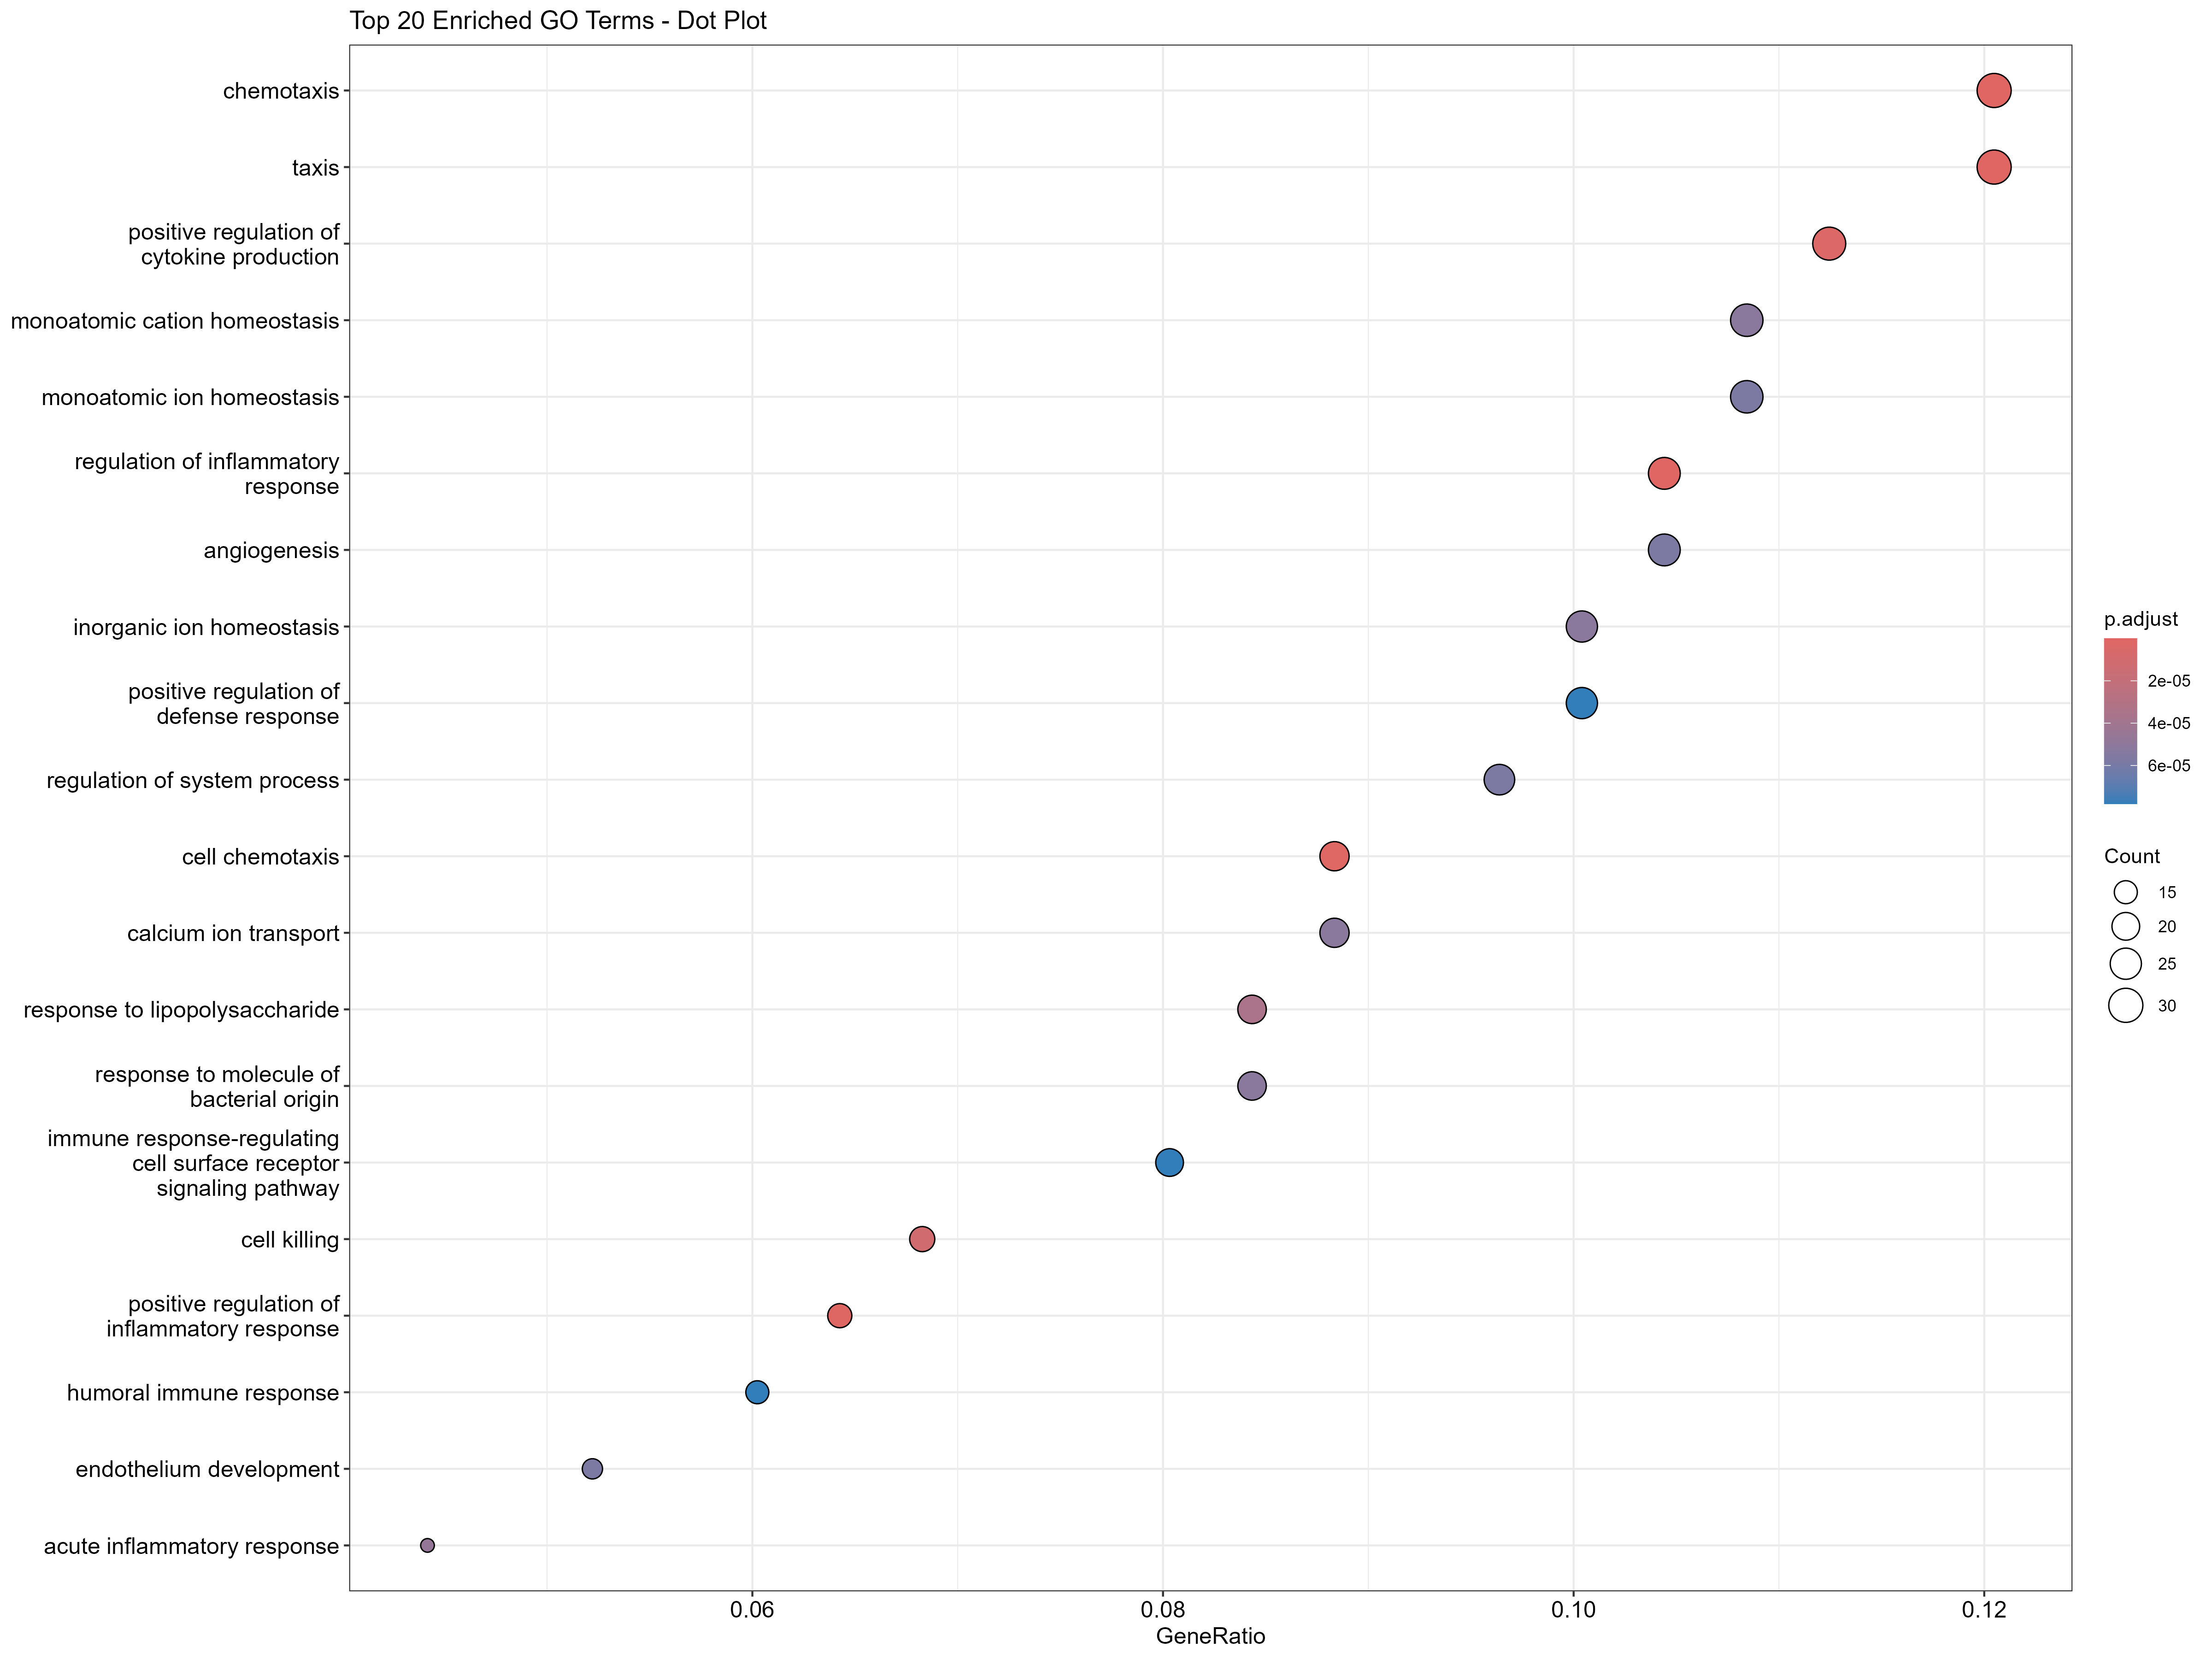 Top 20 Enriched GO Terms - Dot Plot
chemotaxis
taxis
positive regulation of
cytokine production
monoatomic cation homeostasis
monoatomic ion homeostasis
regulation of inflammatory
response
angiogenesis
inorganic ion homeostasis
positive regulation of
defense response
regulation of system process
cell chemotaxis
calcium ion transport
response to lipopolysaccharide
response to molecule of
bacterial origin
immune response-regulating
cell surface receptor
signaling pathway
cell killing
positive regulation of
inflammatory response
humoral immune response
endothelium development
acute inflammatory response
0.06
0.08
0.10
0.12
GeneRatio
p.adjust
2e-05
4e-05
6e-05
Count
15
20
25
30